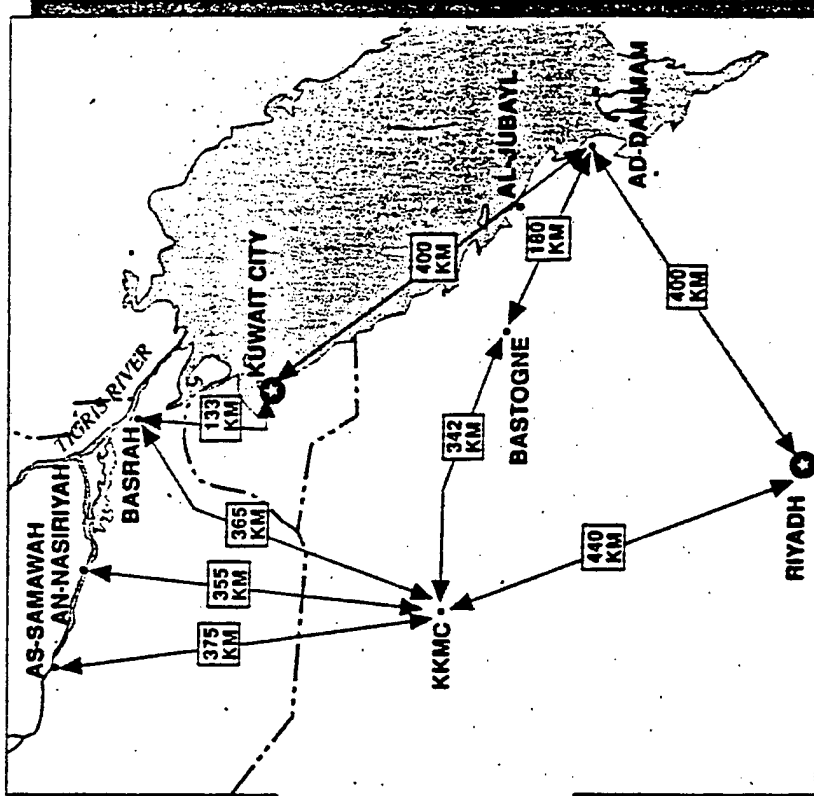 AS-SAMAWAH
AN-NASIRIYAH
TIGRIS RIVER
BASRAH
375
KM
355
KM
365
KM
133
KM
KUWAIT CITY
400
KM
AL-JUBAYL
180
KM
AD-DAMMAM
342
KM
BASTOGNE
KKMC
440
KM
400
KM
RIYADH